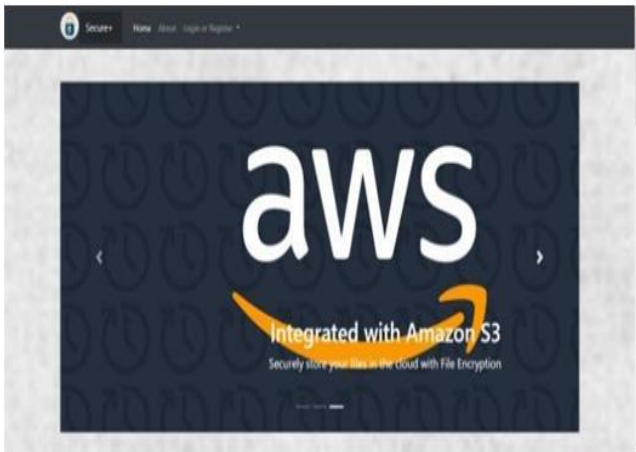 Secure+ Home About Login or Register
aws
Integrated with Amazon S3
Securely store your files in the cloud with File Encryption